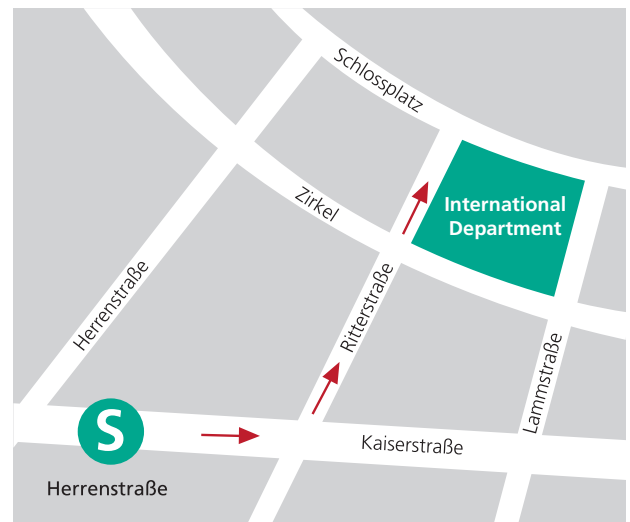 Schlossplatz
International
Department
Zirkel
Herrenstraße
Ritterstraße
Lammstraße
S
Kaiserstraße
Herrenstraße